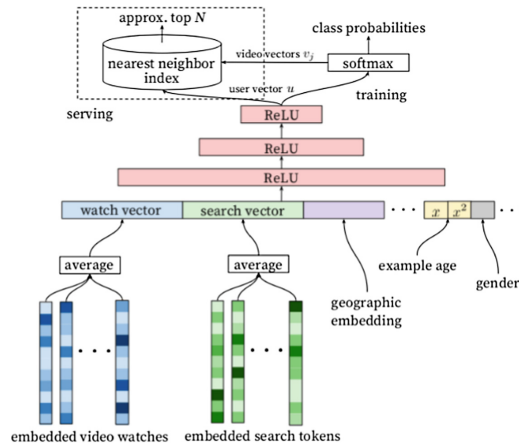 approx. top N
class probabilities
nearest neighbor
index
video vectors vⱼ
softmax
user vector u
serving
training
ReLU
ReLU
ReLU
watch vector
search vector
x
x²
average
average
example age
gender
geographic
embedding
embedded video watches
embedded search tokens